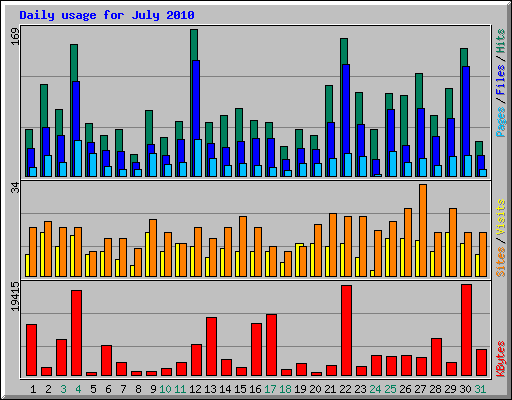 Daily usage for July 2010
169
Pages / Files / Hits
34
Sites / Visits
19415
KBytes
1 2 3 4 5 6 7 8 9 10 11 12 13 14 15 16 17 18 19 20 21 22 23 24 25 26 27 28 29 30 31